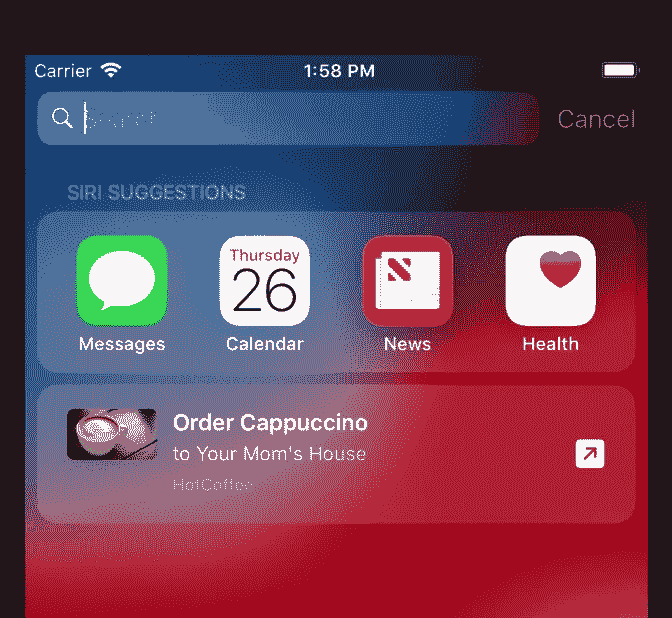 Carrier 1:58 PM
Search Cancel
SIRI SUGGESTIONS
Thursday
26
Messages Calendar News Health
Order Cappuccino
to Your Mom's House
HotCoffee